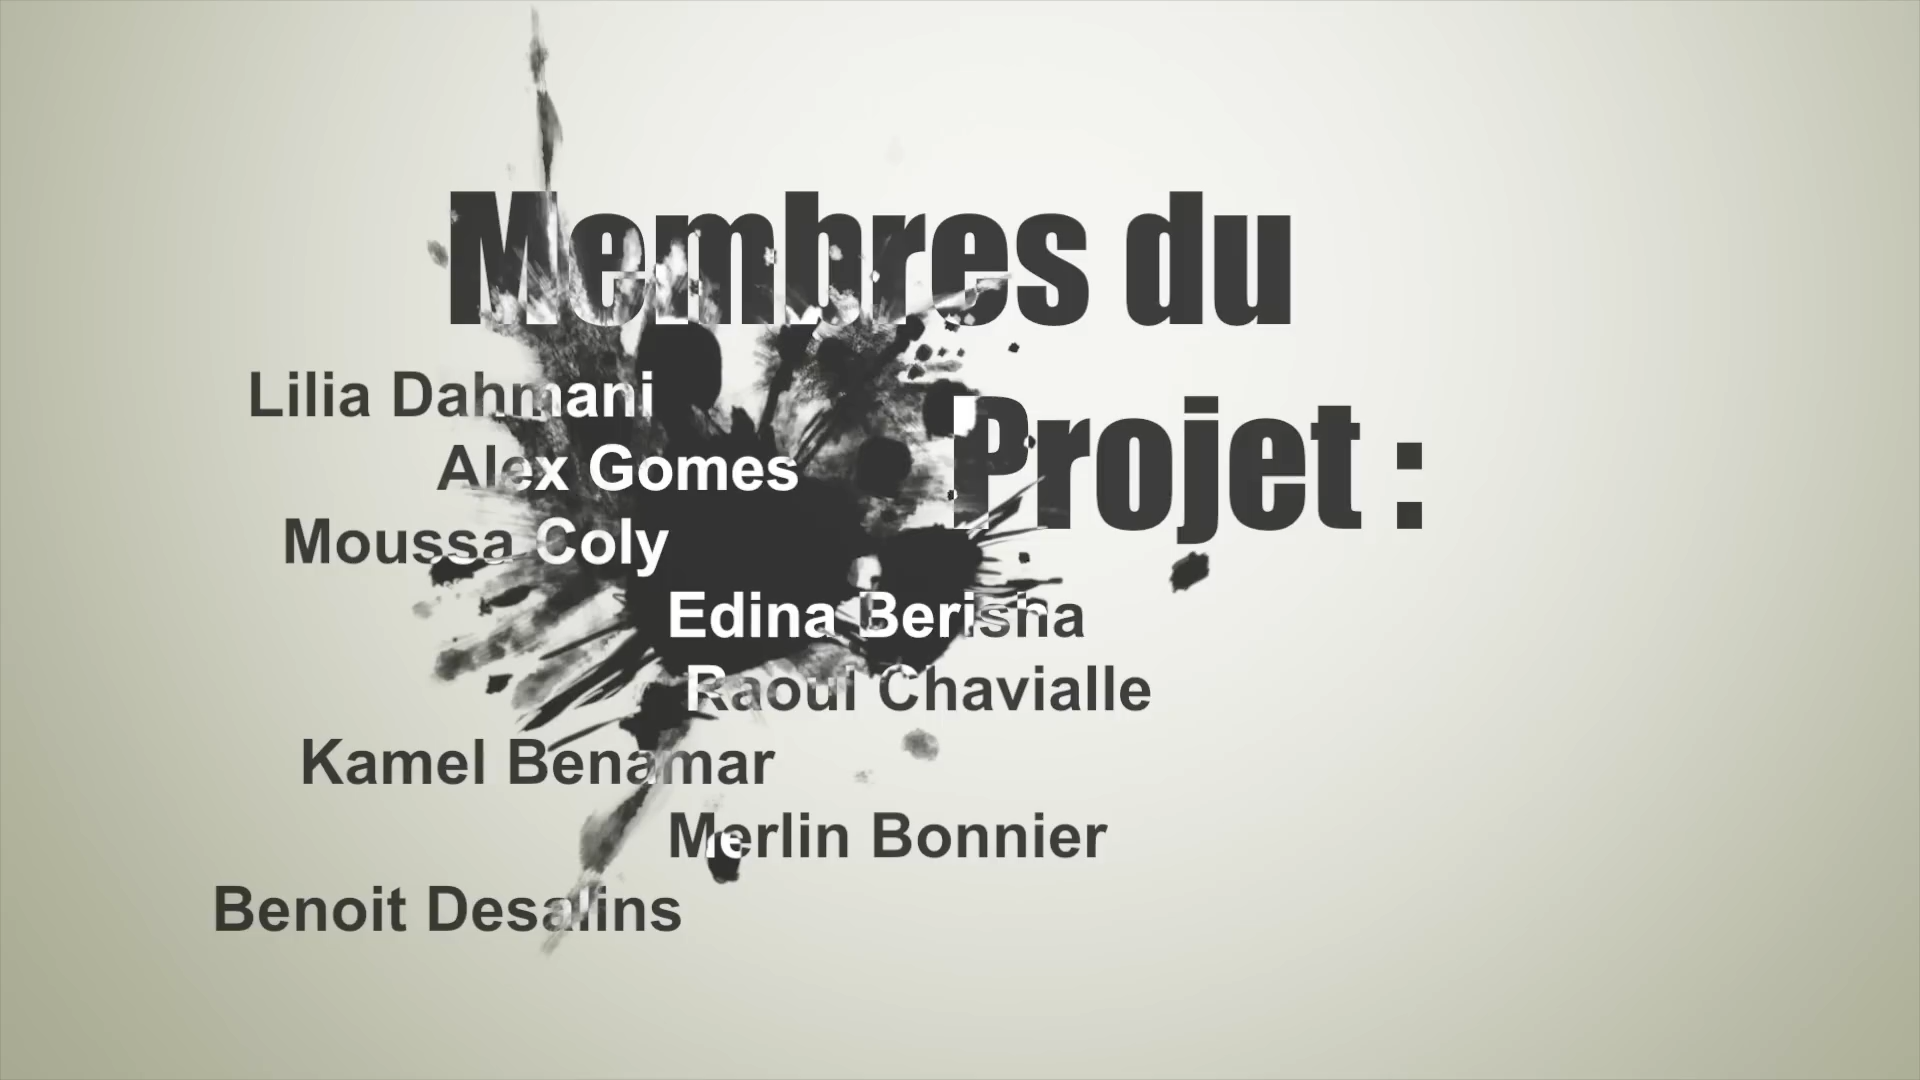 Membres du
Projet :
Lilia Dahmani
Alex Gomes
Moussa Coly
Edina Berisha
Raoul Chavialle
Kamel Benamar
Merlin Bonnier
Benoit Desalins